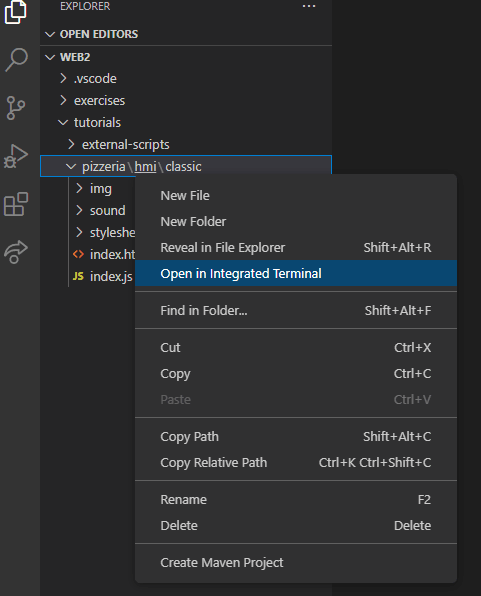 EXPLORER ···
OPEN EDITORS
WEB2
.vscode
exercises
tutorials
external-scripts
pizzeria\hmi\classic
img
sound
styleshe
<> index.ht
JS index.js
New File
New Folder
Reveal in File Explorer Shift+Alt+R
Open in Integrated Terminal
Find in Folder... Shift+Alt+F
Cut Ctrl+X
Copy Ctrl+C
Paste Ctrl+V
Copy Path Shift+Alt+C
Copy Relative Path Ctrl+K Ctrl+Shift+C
Rename F2
Delete Delete
Create Maven Project